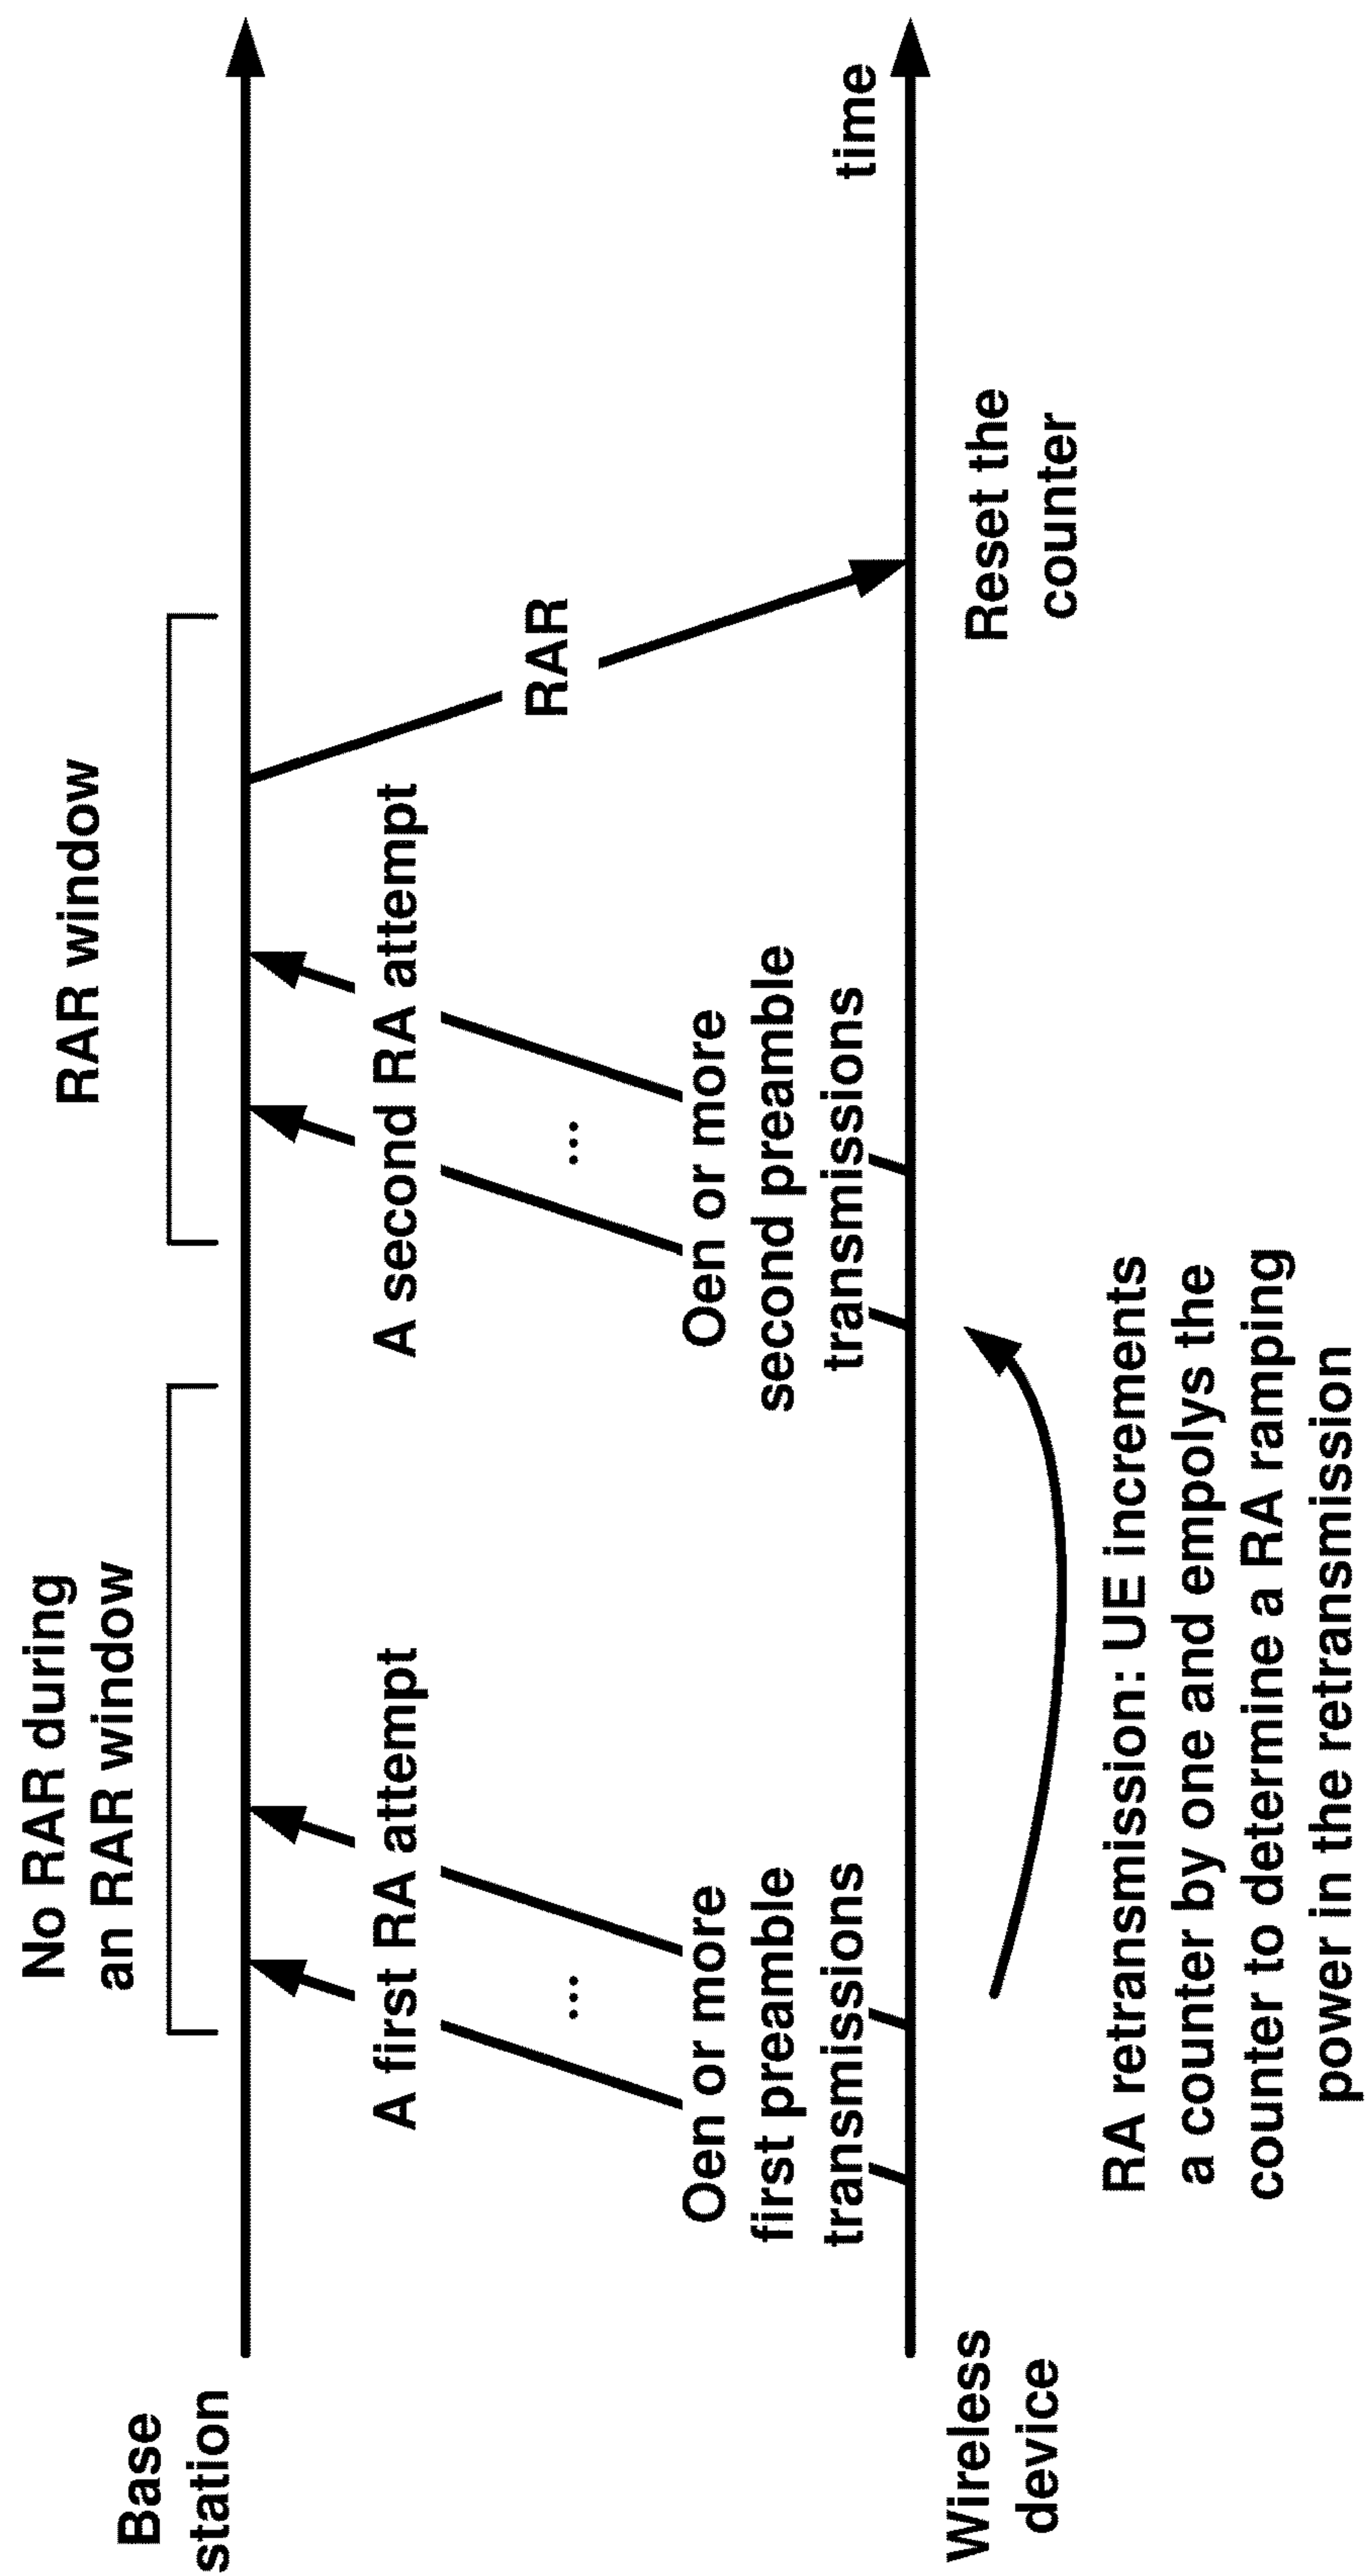 No RAR during
an RAR window
RAR window
Base
station
A first RA attempt
A second RA attempt
...
...
RAR
Oen or more
first preamble
transmissions
Oen or more
second preamble
transmissions
time
Wireless
device
Reset the
counter
RA retransmission: UE increments
a counter by one and empolys the
counter to determine a RA ramping
power in the retransmission